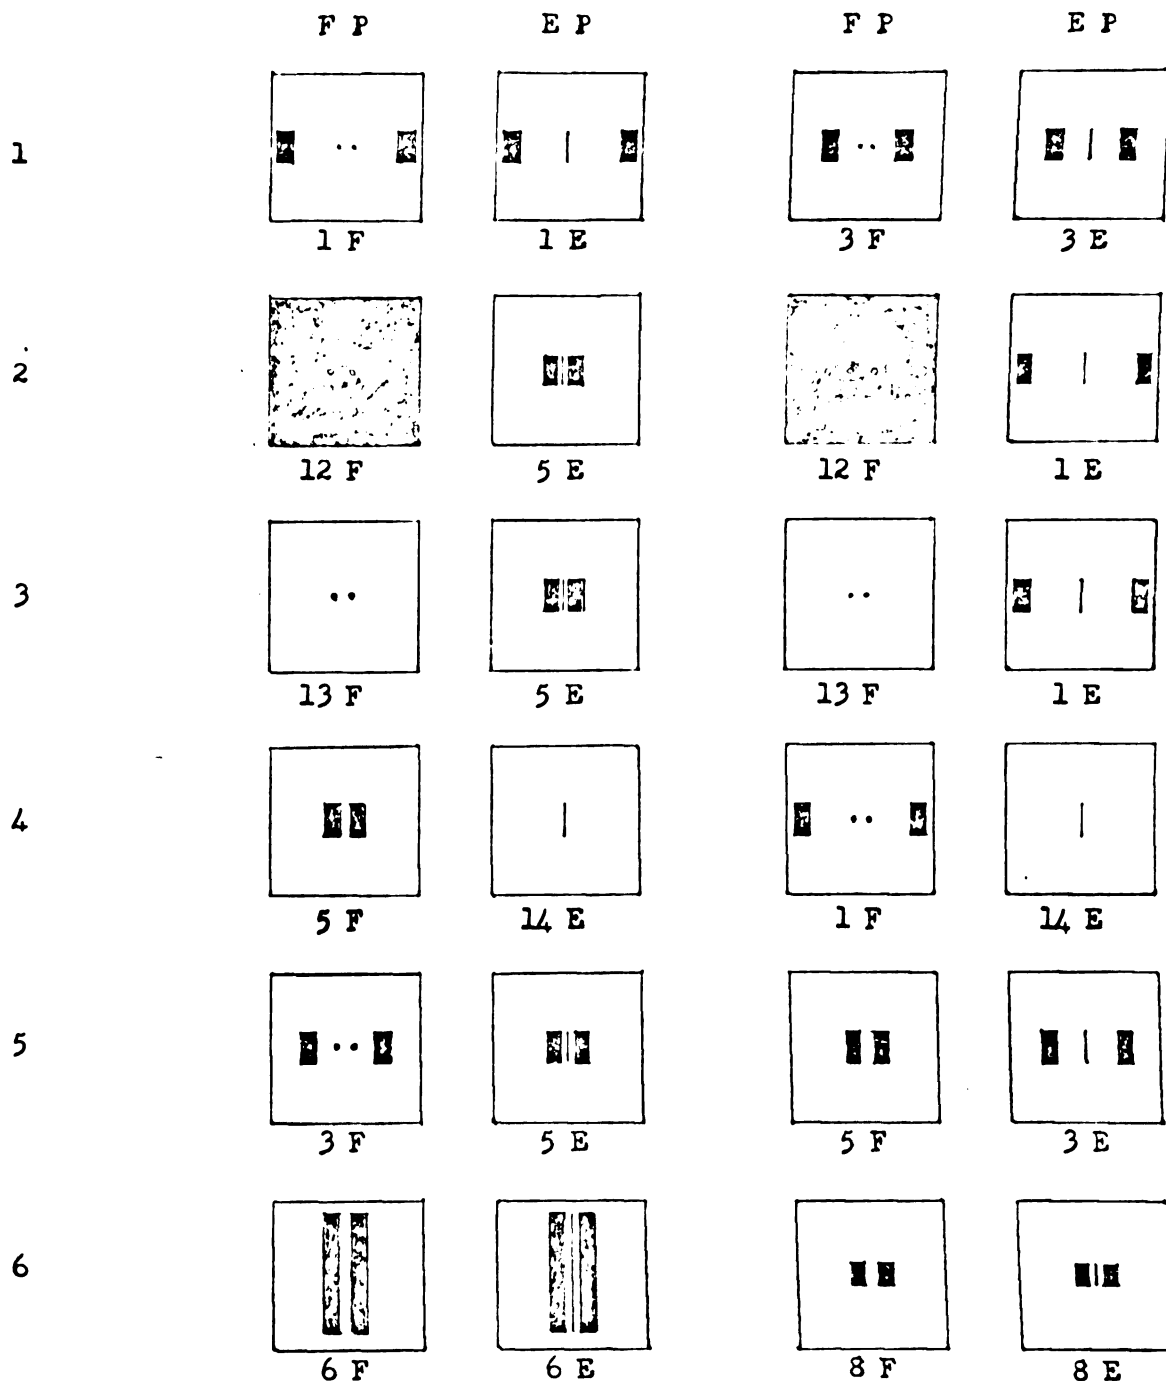 F P E P F P E P
1
1 F 1 E 3 F 3 E
2
12 F 5 E 12 F 1 E
3
13 F 5 E 13 F 1 E
4
5 F 14 E 1 F 14 E
5
3 F 5 E 5 F 3 E
6
6 F 6 E 8 F 8 E